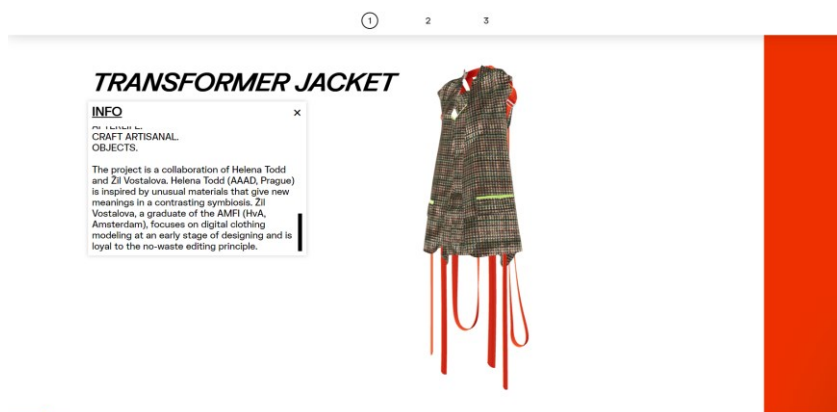 1 2 3
TRANSFORMER JACKET
INFO ×
AFTERLIFE.
CRAFT ARTISANAL.
OBJECTS.
The project is a collaboration of Helena Todd
and Žil Vostalova. Helena Todd (AAAD, Prague)
is inspired by unusual materials that give new
meanings in a contrasting symbiosis. Žil
Vostalova, a graduate of the AMFI (HvA,
Amsterdam), focuses on digital clothing
modeling at an early stage of designing and is
loyal to the no-waste editing principle.